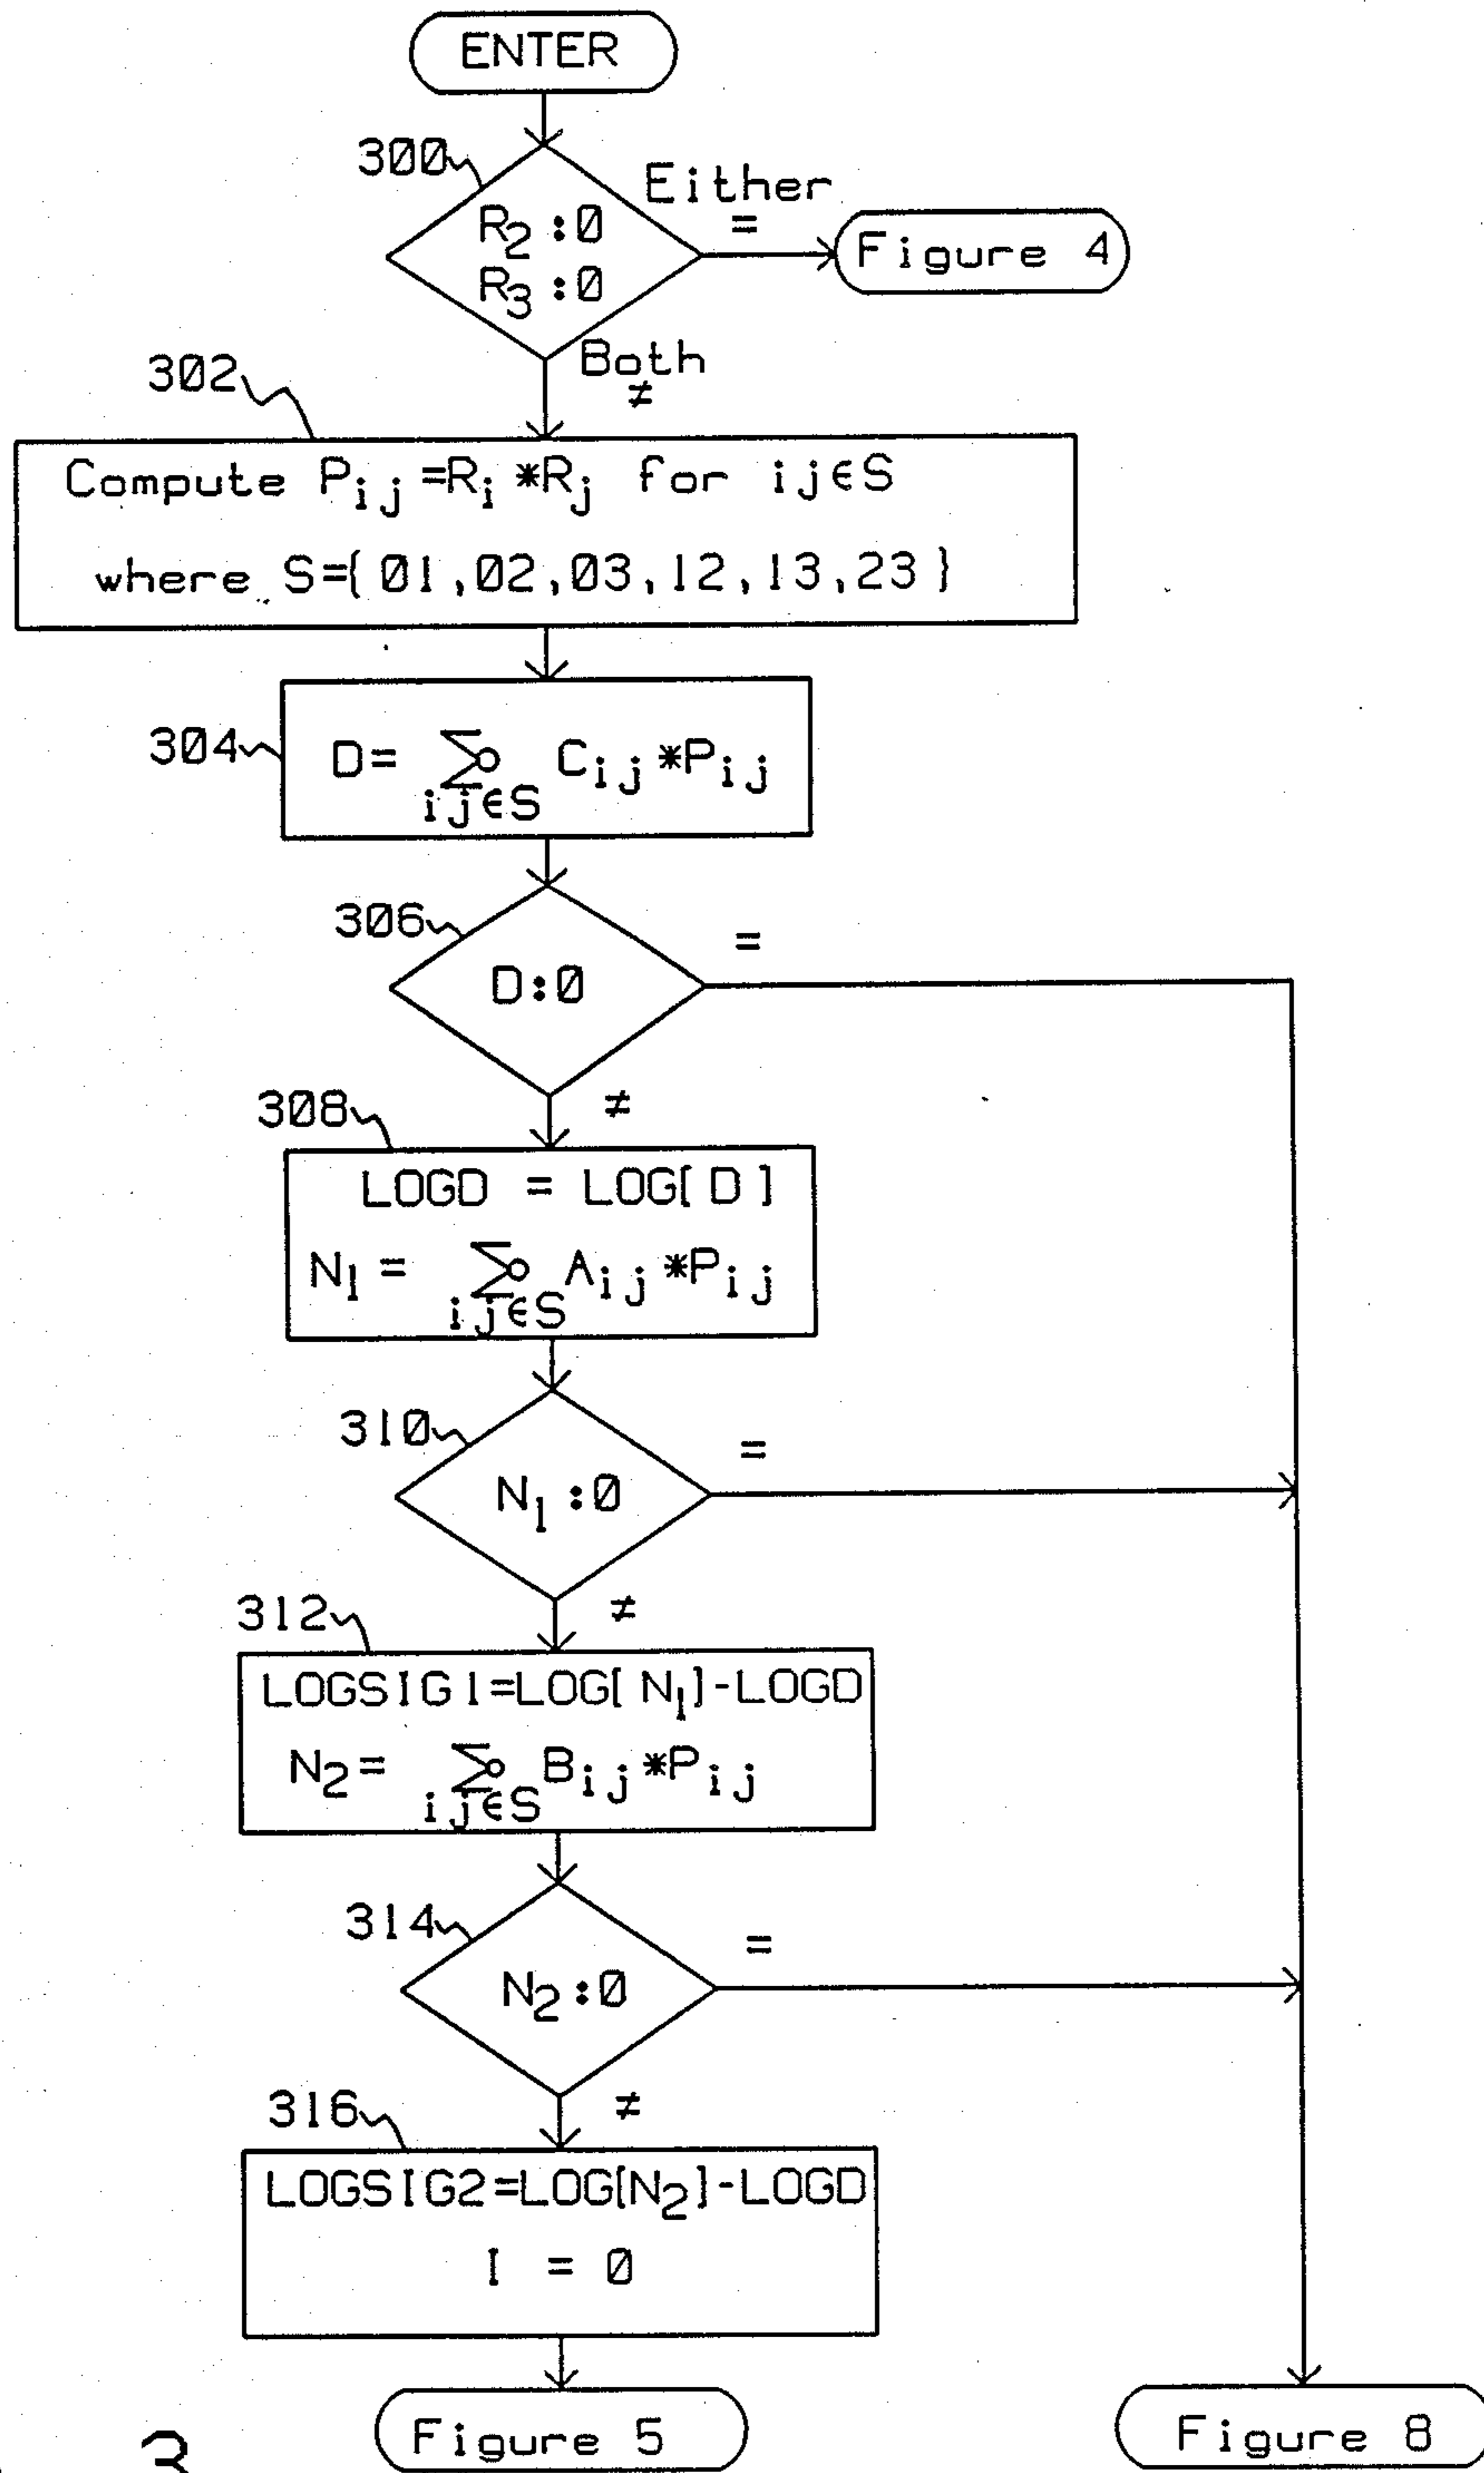 ENTER
300
R2:0
R3:0
Either
=
Figure 4
Both
≠
302
Compute Pij=Ri*Rj for ij∈S
where S={01,02,03,12,13,23}
304
D= ∑ Cij*Pij
ij∈S
306
D:0
=
≠
308
LOGD = LOG[D]
N1 = ∑ Aij*Pij
ij∈S
310
N1:0
=
≠
312
LOGSIG1=LOG[N1]-LOGD
N2= ∑ Bij*Pij
ij∈S
314
N2:0
=
≠
316
LOGSIG2=LOG[N2]-LOGD
I = 0
Figure 5
Figure 8
3